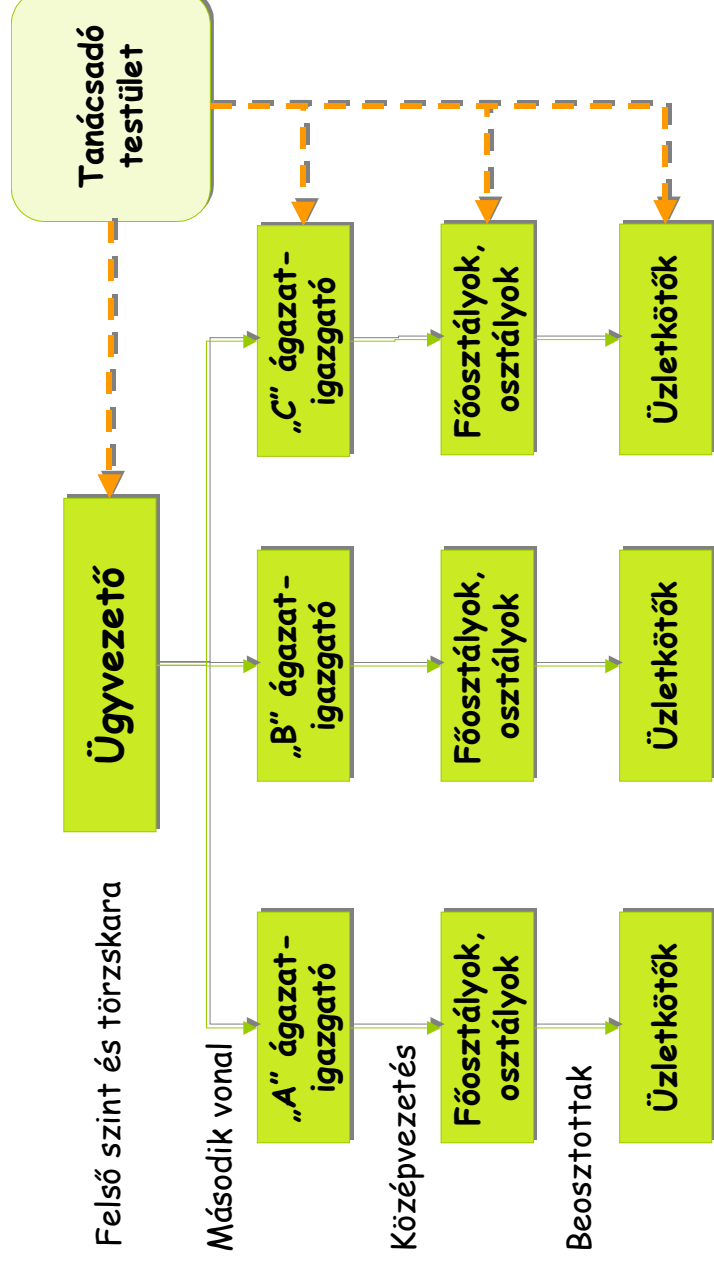 Tanácsadó
testület
Ügyvezető
Felső szint és törzskara
Második vonal
„A” ágazat-
igazgató
„B” ágazat-
igazgató
„C” ágazat-
igazgató
Középvezetés
Főosztályok,
osztályok
Főosztályok,
osztályok
Főosztályok,
osztályok
Beosztottak
Üzletkötők
Üzletkötők
Üzletkötők